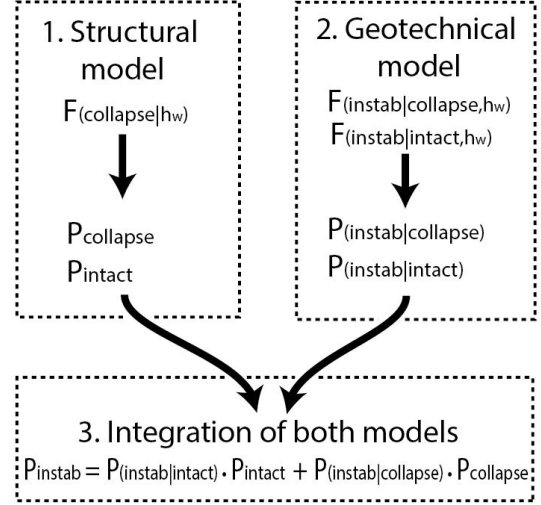 1. Structural
model
F(collapse|hw)
Pcollapse
Pintact
2. Geotechnical
model
F(instab|collapse,hw)
F(instab|intact,hw)
P(instab|collapse)
P(instab|intact)
3. Integration of both models
Pinstab = P(instab|intact) · Pintact + P(instab|collapse) · Pcollapse